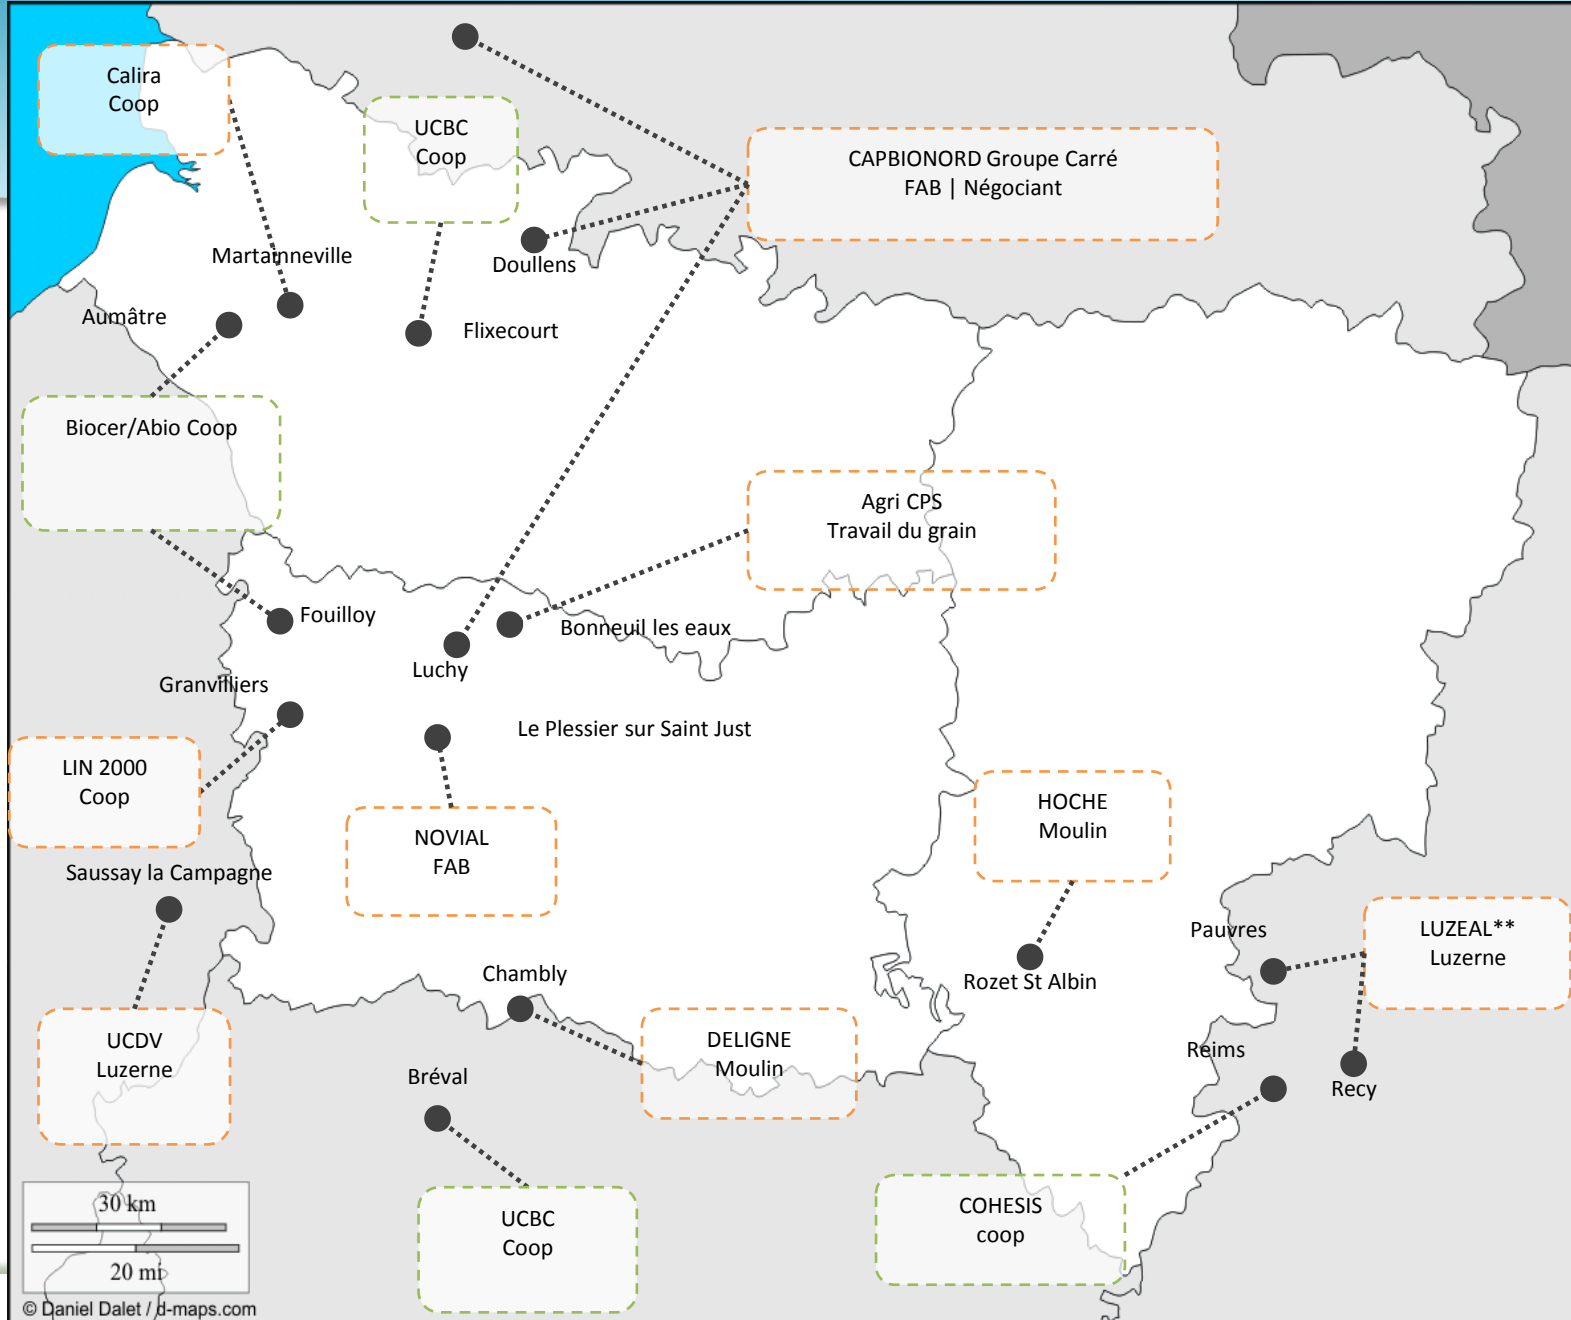 Calira
Coop
UCBC
Coop
CAPBIONORD Groupe Carré
FAB | Négociant
Martainneville
Doullens
Aumâtre
Flixecourt
Biocer/Abio Coop
Agri CPS
Travail du grain
Fouilloy
Bonneuil les eaux
Luchy
Granvilliers
Le Plessier sur Saint Just
LIN 2000
Coop
NOVIAL
FAB
HOCHE
Moulin
Saussay la Campagne
Pauvres
LUZEAL**
Luzerne
Chambly
Rozet St Albin
UCDV
Luzerne
DELIGNE
Moulin
Reims
Recy
Bréval
UCBC
Coop
COHESIS
coop
30 km
20 mi
© Daniel Dalet / d-maps.com